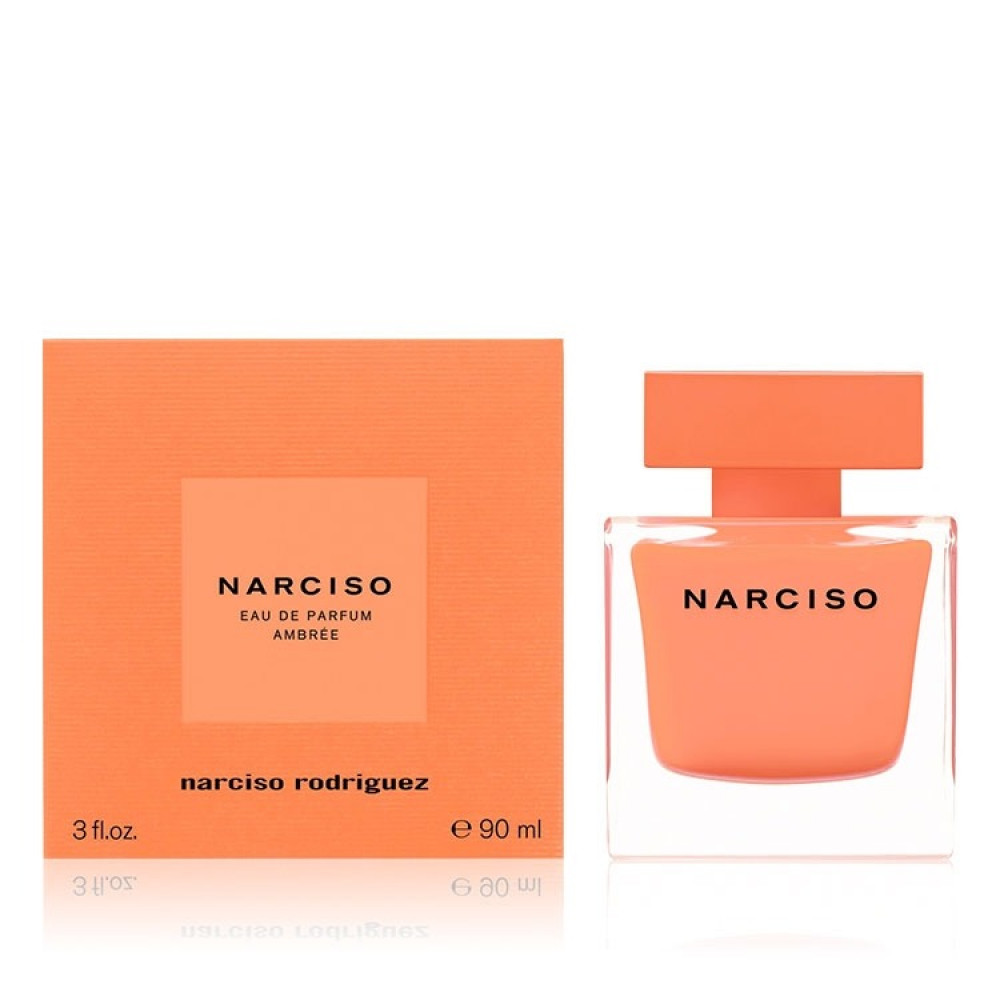 NARCISO
EAU DE PARFUM
AMBRÉE
narciso rodriguez
3 fl.oz.
℮ 90 ml
NARCISO